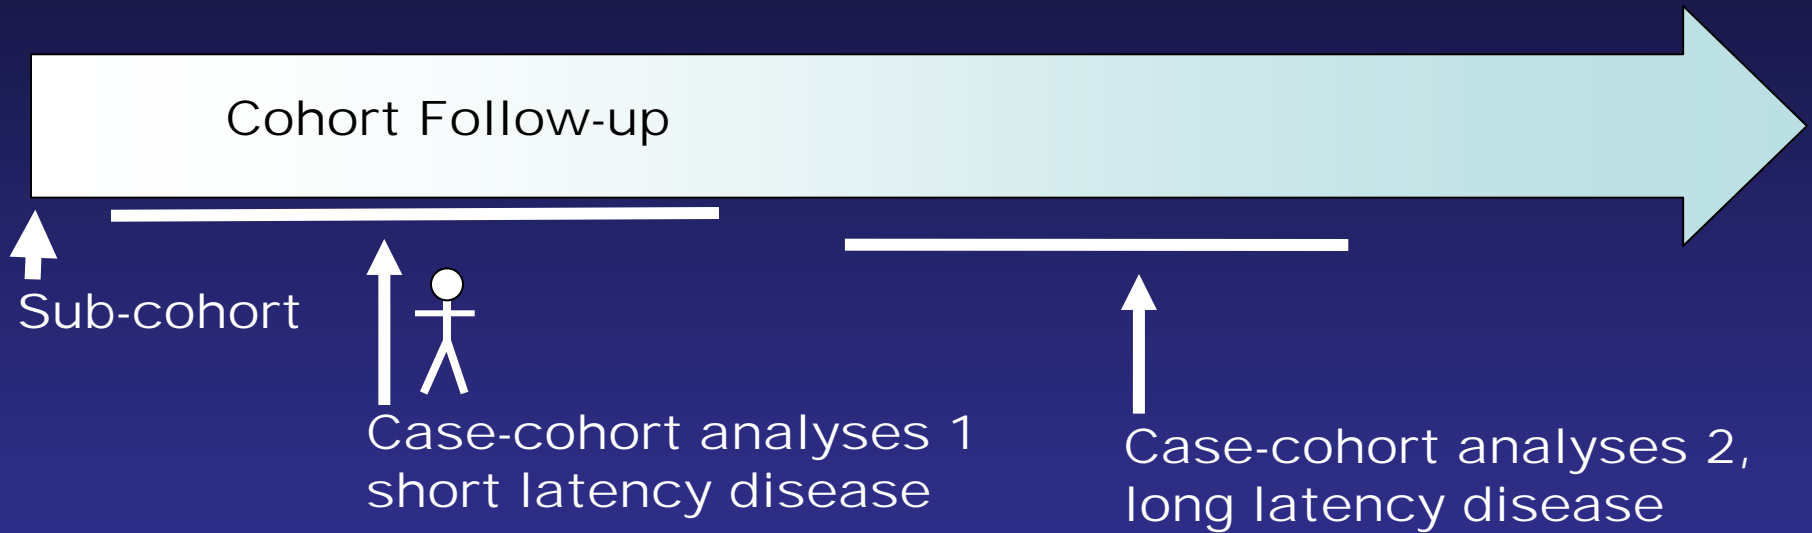 Cohort Follow-up
Sub-cohort
Case-cohort analyses 1
short latency disease
Case-cohort analyses 2,
long latency disease